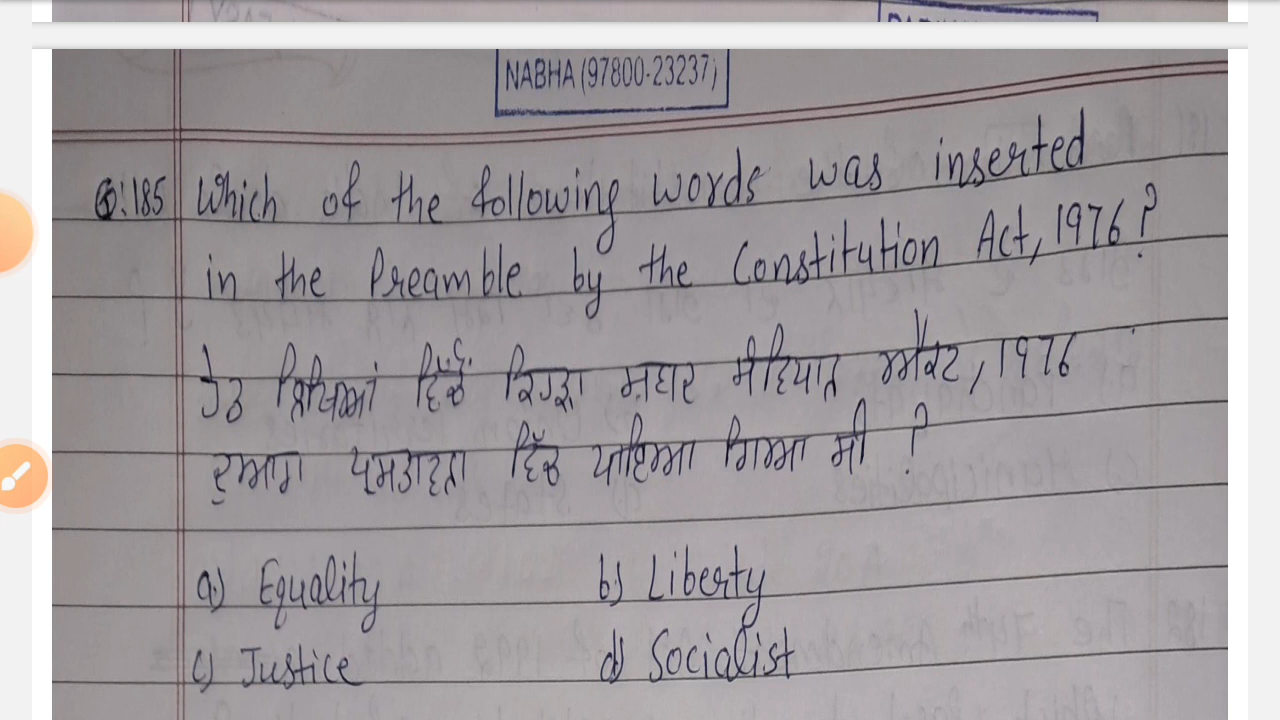 NABHA (97800-23237)
Q:185 Which of the following words was inserted
in the Preamble by the Constitution Act, 1976?
ਹੇਠ ਲਿਖਿਆਂ ਵਿੱਚੋਂ ਕਿਹੜਾ ਸ਼ਬਦ ਸੰਵਿਧਾਨ ਐਕਟ, 1976
ਦੁਆਰਾ ਪ੍ਰਸਤਾਵਨਾ ਵਿੱਚ ਪਾਇਆ ਗਿਆ ਸੀ ?
a) Equality b) Liberty
c) Justice d) Socialist